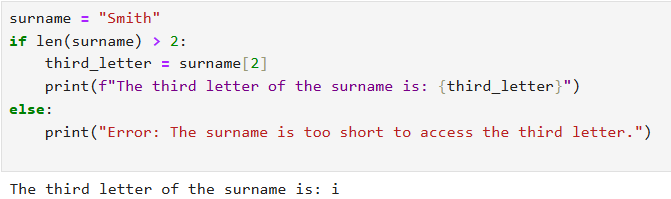 surname = "Smith"
if len(surname) > 2:
    third_letter = surname[2]
    print(f"The third letter of the surname is: {third_letter}")
else:
    print("Error: The surname is too short to access the third letter.")
The third letter of the surname is: i